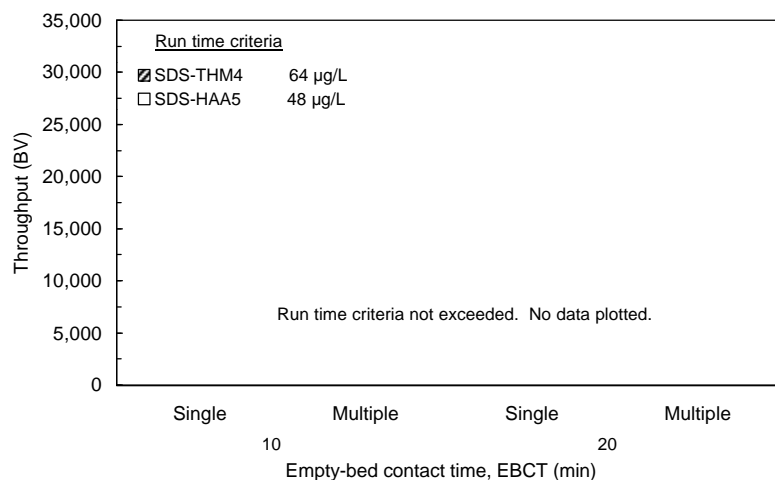 35,000
30,000
25,000
20,000
15,000
10,000
5,000
0
Throughput (BV)
Run time criteria
SDS-THM4 64 µg/L
SDS-HAA5 48 µg/L
Run time criteria not exceeded. No data plotted.
Single Multiple Single Multiple
10 20
Empty-bed contact time, EBCT (min)